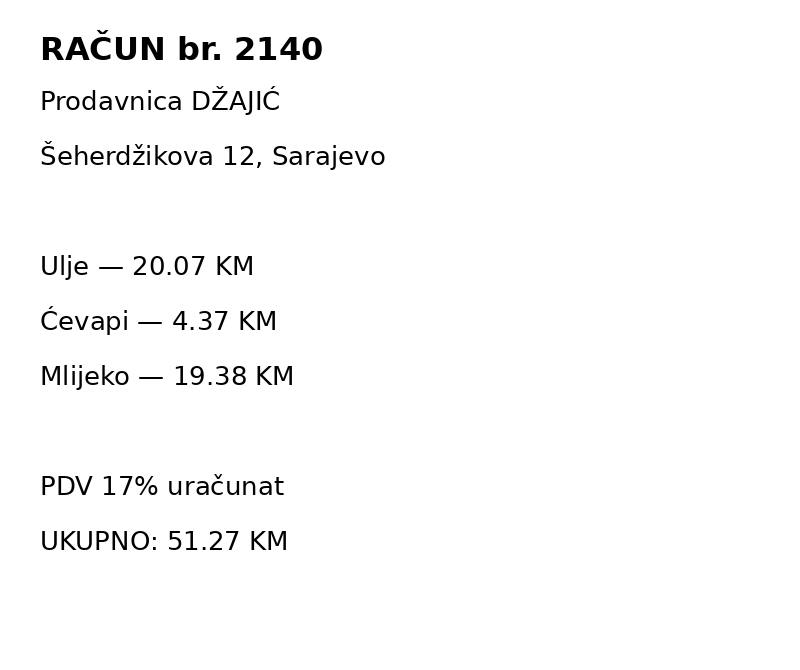 RAČUN br. 2140
Prodavnica DŽAJIĆ
Šeherdžikova 12, Sarajevo
Ulje — 20.07 KM
Ćevapi — 4.37 KM
Mlijeko — 19.38 KM
PDV 17% uračunat
UKUPNO: 51.27 KM